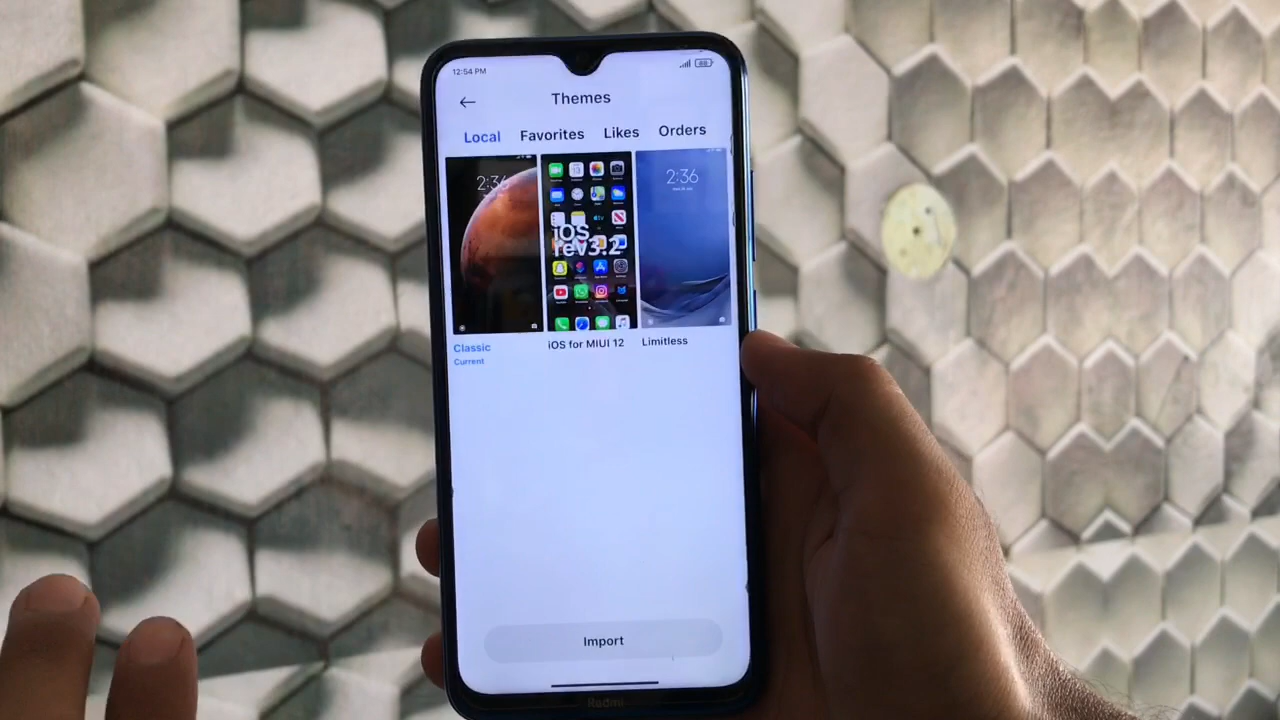 12:54 PM
88
Themes
Local Favorites Likes Orders
2:36
iOS
rev3.2
2:36
Classic
Current
iOS for MIUI 12
Limitless
Import
Redmi